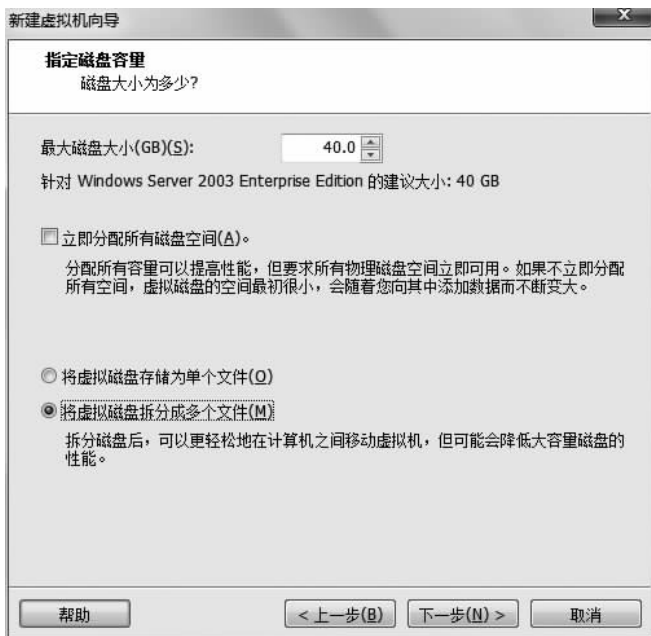 新建虚拟机向导
X
指定磁盘容量
磁盘大小为多少?
最大磁盘大小(GB)(S): 40.0
针对 Windows Server 2003 Enterprise Edition 的建议大小: 40 GB
立即分配所有磁盘空间(A)。
分配所有容量可以提高性能，但要求所有物理磁盘空间立即可用。如果不立即分配
所有空间，虚拟磁盘的空间最初很小，会随着您向其中添加数据而不断变大。
将虚拟磁盘存储为单个文件(O)
将虚拟磁盘拆分成多个文件(M)
拆分磁盘后，可以更轻松地在计算机之间移动虚拟机，但可能会降低大容量磁盘的
性能。
帮助 < 上一步(B) 下一步(N) > 取消